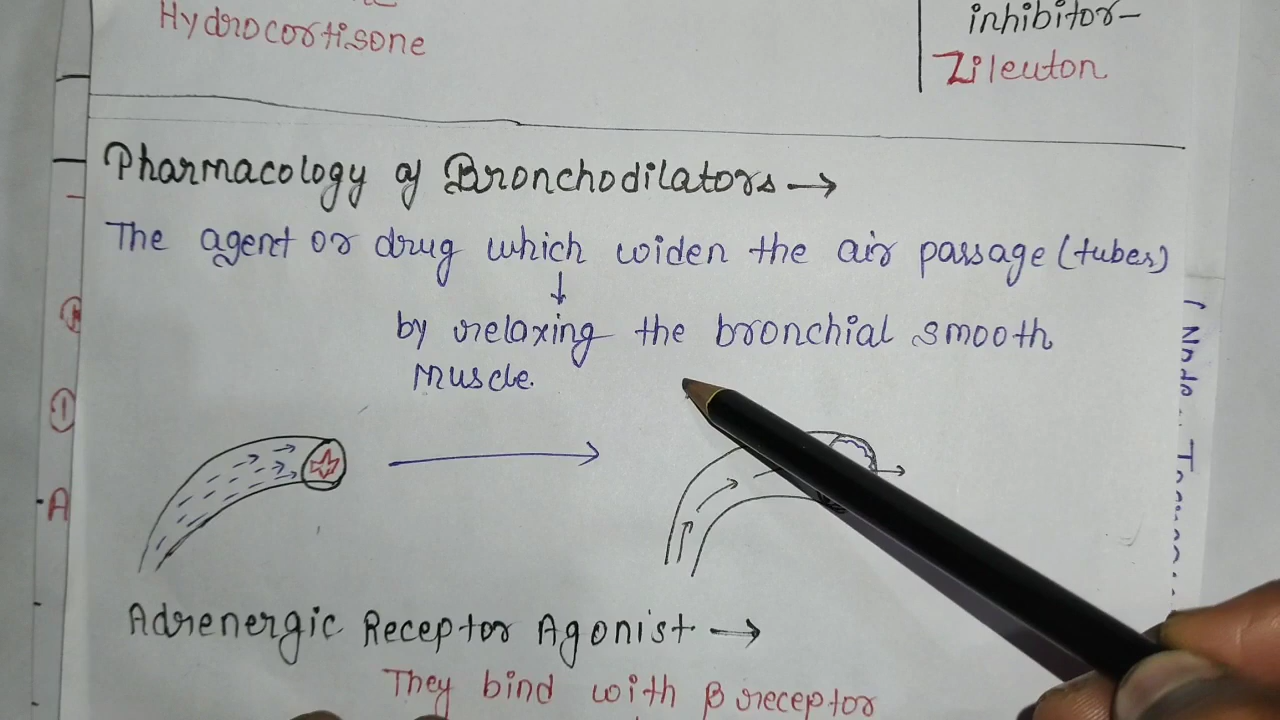 Hydrocortisone
inhibitor-
Zileuton
Pharmacology of Bronchodilators →
The agent or drug which widen the air passage (tubes)
↓
by relaxing the bronchial smooth
Muscle.
Adrenergic Receptor Agonist →
They bind with β receptor
A